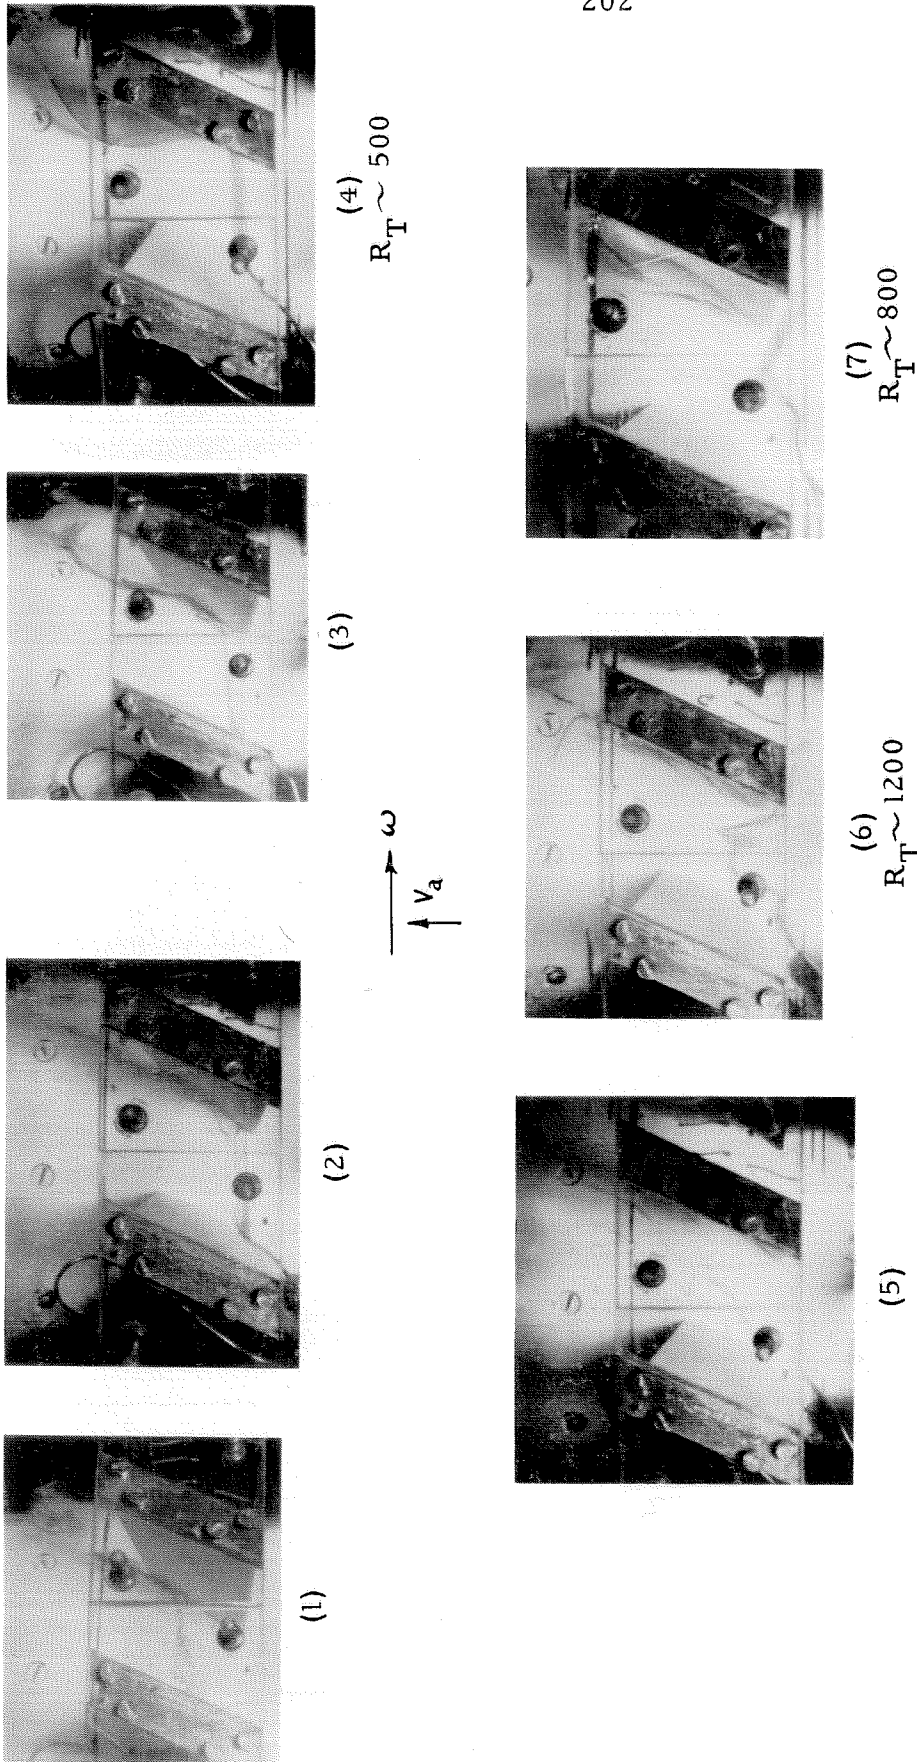 202
(1)
(2)
(3)
(4)
R_T ~ 500
ω
V_a
(5)
(6)
R_T ~ 1200
(7)
R_T ~ 800